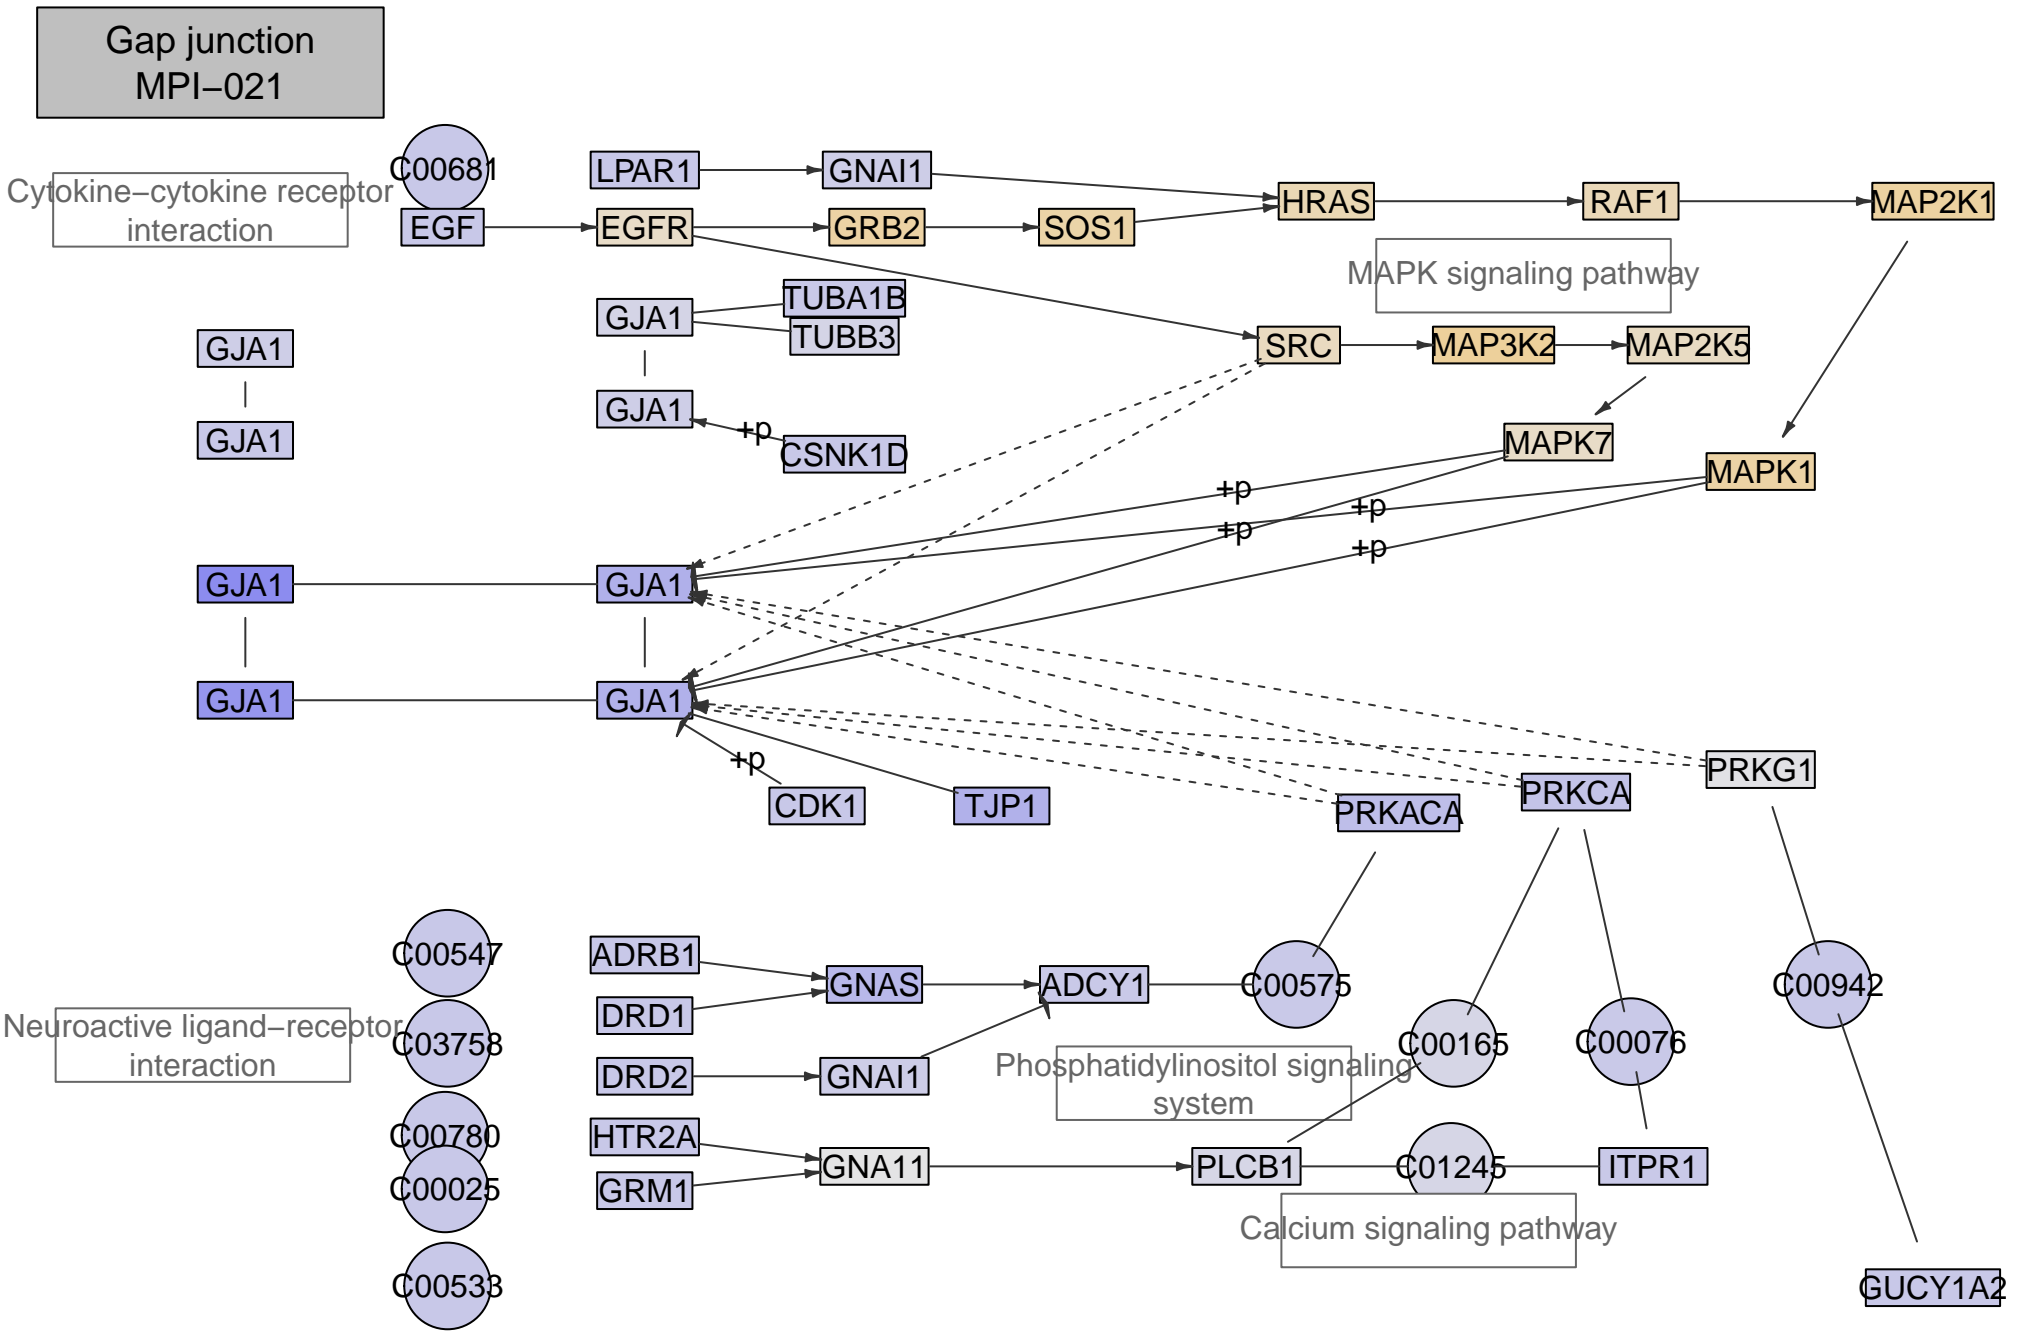 Gap junction
MPI−021
C00681
LPAR1
GNAI1
Cytokine−cytokine receptor
interaction
HRAS
RAF1
MAP2K1
EGF
EGFR
GRB2
SOS1
MAPK signaling pathway
TUBA1B
GJA1
TUBB3
GJA1
SRC
MAP3K2
MAP2K5
GJA1
+p
CSNK1D
GJA1
MAPK7
MAPK1
+p
+p
+p
+p
GJA1
GJA1
GJA1
GJA1
+p
CDK1
TJP1
PRKACA
PRKCA
PRKG1
C00547
ADRB1
GNAS
ADCY1
C00575
C00942
DRD1
Neuroactive ligand−receptor
interaction
C03758
C00165
C00076
DRD2
GNAI1
Phosphatidylinositol signaling
system
C00780
HTR2A
GNA11
PLCB1
C01245
ITPR1
C00025
GRM1
Calcium signaling pathway
C00533
GUCY1A2